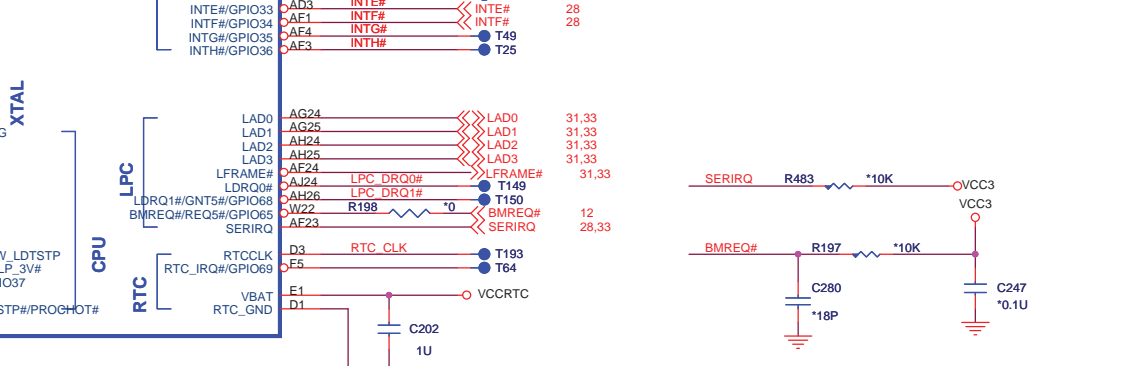 INTE#/GPIO33 AD3 INTE# INTE# 28
INTF#/GPIO34 AF1 INTF# INTF# 28
INTG#/GPIO35 AF4 INTG# T49
INTH#/GPIO36 AF3 INTH# T25
XTAL
G
LAD0 AG24 LAD0 31,33
LAD1 AG25 LAD1 31,33
LAD2 AH24 LAD2 31,33
LAD3 AH25 LAD3 31,33
LFRAME# AF24 LFRAME# 31,33
LPC
LDRQ0# AJ24 LPC_DRQ0# T149
LDRQ1#/GNT5#/GPIO68 AH26 LPC_DRQ1# T150
BMREQ#/REQ5#/GPIO65 W22 R198 *0 BMREQ# 12
SERIRQ AF23 SERIRQ 28,33
SERIRQ R483 *10K VCC3
VCC3
BMREQ# R197 *10K
C280 *18P
C247 *0.1U
CPU
W_LDTSTP
LP_3V#
IO37
STP#/PROCHOT#
RTC
RTCCLK D3 RTC_CLK T193
RTC_IRQ#/GPIO69 F5 T64
VBAT E1 VCCRTC
RTC_GND D1
C202
1U